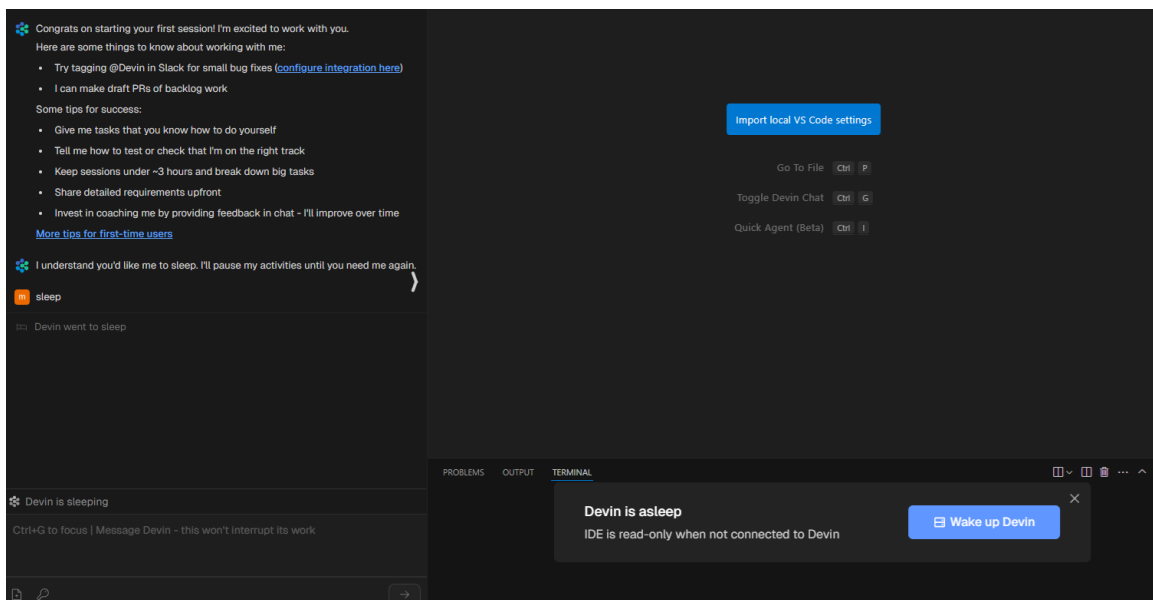 Congrats on starting your first session! I'm excited to work with you.
Here are some things to know about working with me:
• Try tagging @Devin in Slack for small bug fixes (configure integration here)
• I can make draft PRs of backlog work
Some tips for success:
• Give me tasks that you know how to do yourself
• Tell me how to test or check that I'm on the right track
• Keep sessions under ~3 hours and break down big tasks
• Share detailed requirements upfront
• Invest in coaching me by providing feedback in chat - I'll improve over time
More tips for first-time users
I understand you'd like me to sleep. I'll pause my activities until you need me again.
m sleep
Devin went to sleep
Devin is sleeping
Ctrl+G to focus | Message Devin - this won't interrupt its work
Import local VS Code settings
Go To File Ctrl P
Toggle Devin Chat Ctrl G
Quick Agent (Beta) Ctrl I
PROBLEMS OUTPUT TERMINAL
Devin is asleep
IDE is read-only when not connected to Devin
Wake up Devin